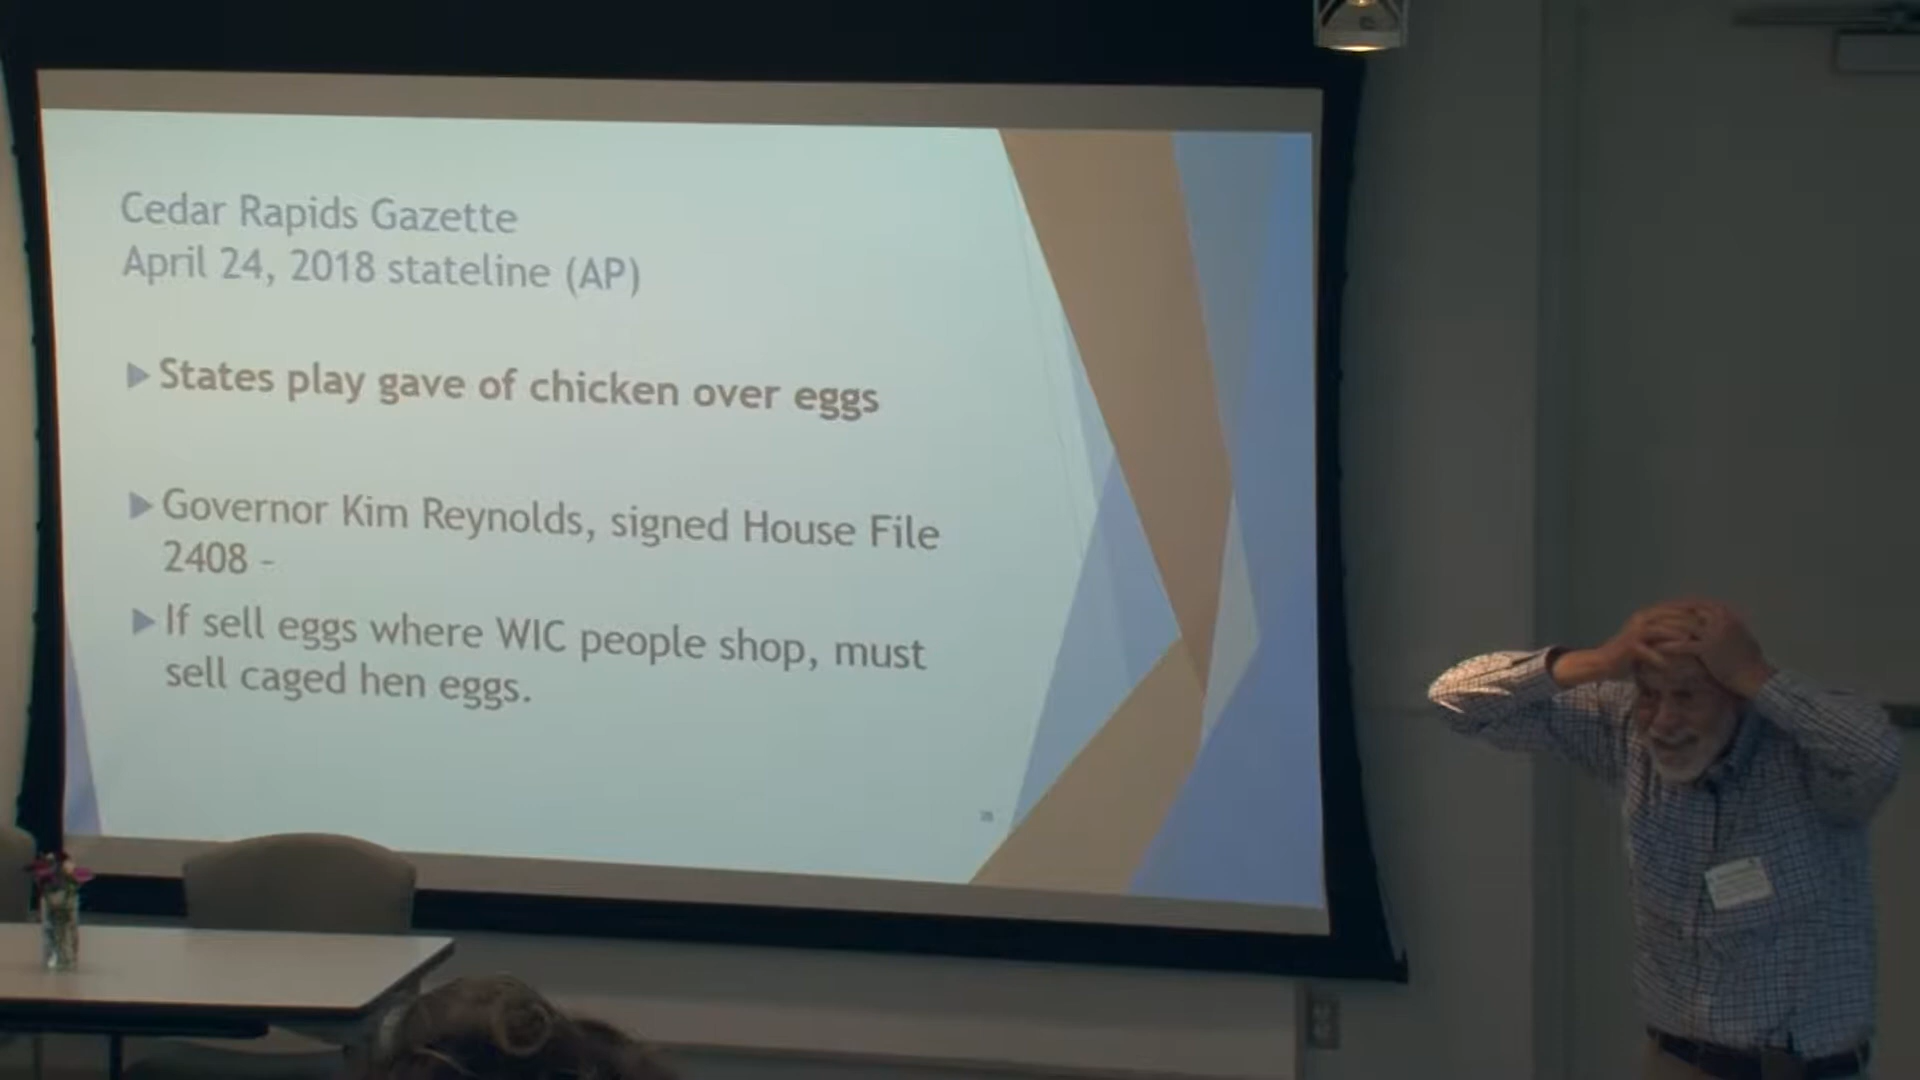 Cedar Rapids Gazette
April 24, 2018 stateline (AP)
States play gave of chicken over eggs
Governor Kim Reynolds, signed House File
2408 -
If sell eggs where WIC people shop, must
sell caged hen eggs.